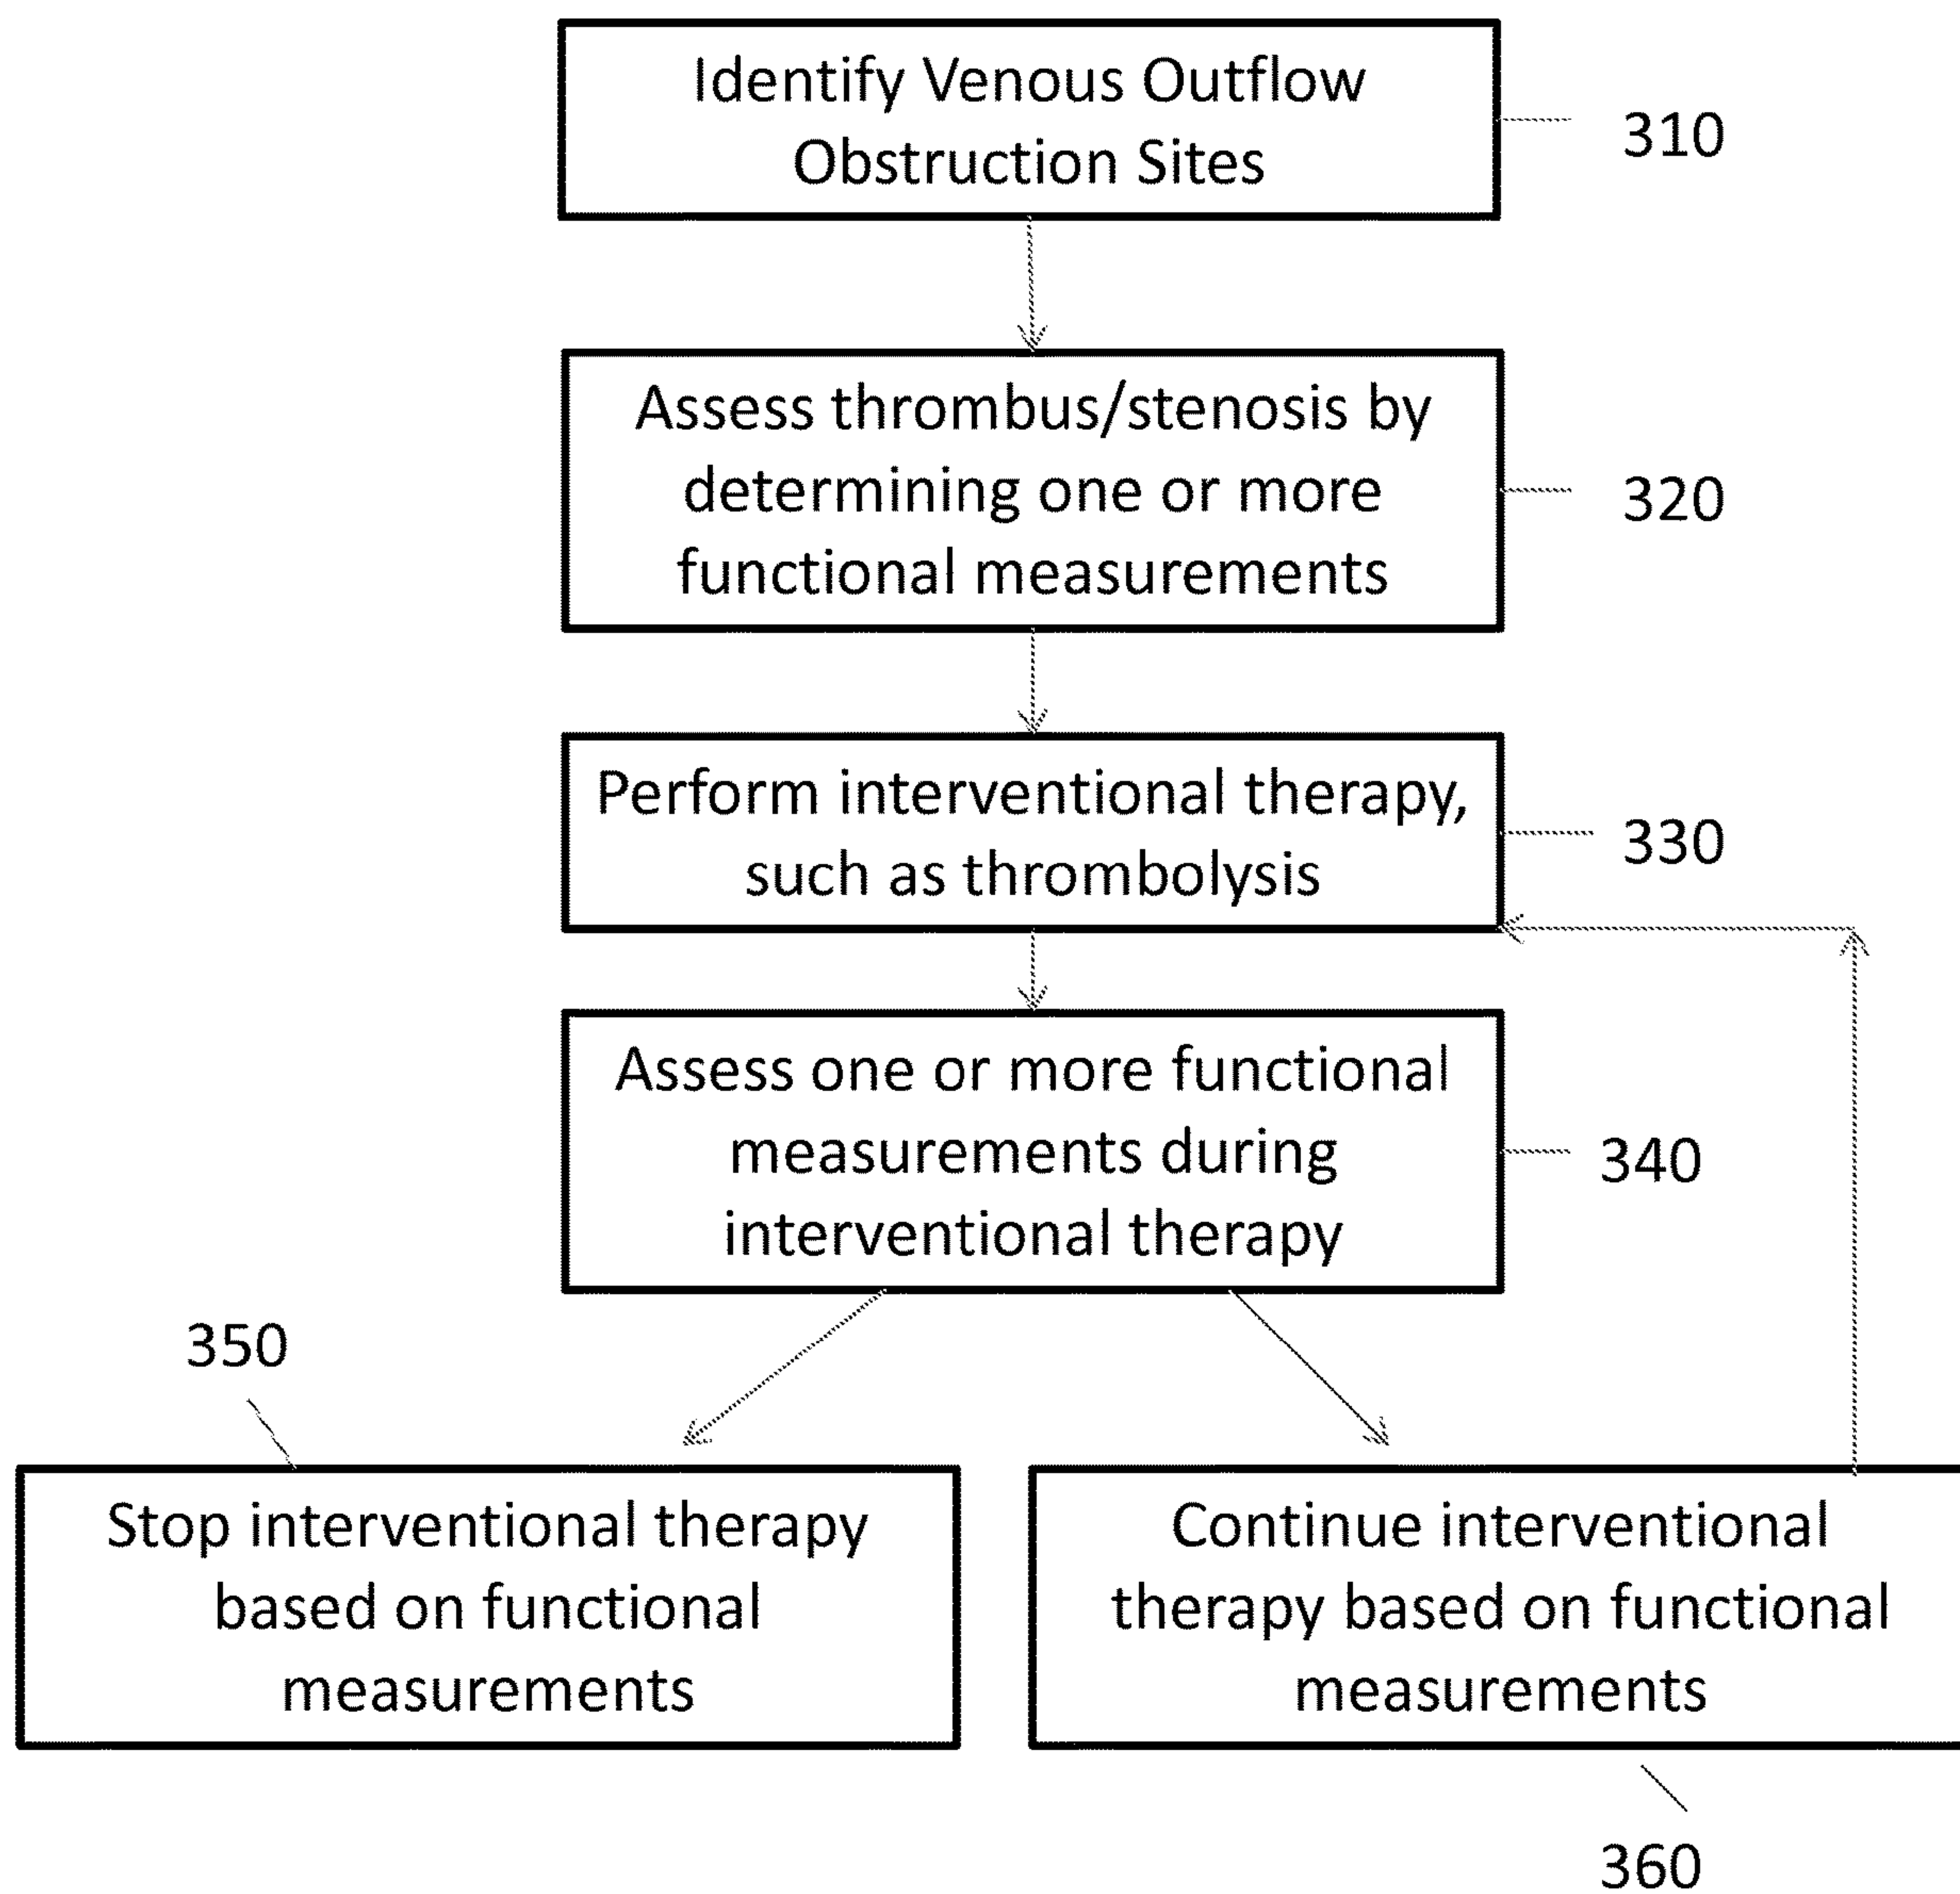 Identify Venous Outflow
Obstruction Sites
310
Assess thrombus/stenosis by
determining one or more
functional measurements
320
Perform interventional therapy,
such as thrombolysis
330
Assess one or more functional
measurements during
interventional therapy
340
350
Stop interventional therapy
based on functional
measurements
Continue interventional
therapy based on functional
measurements
360